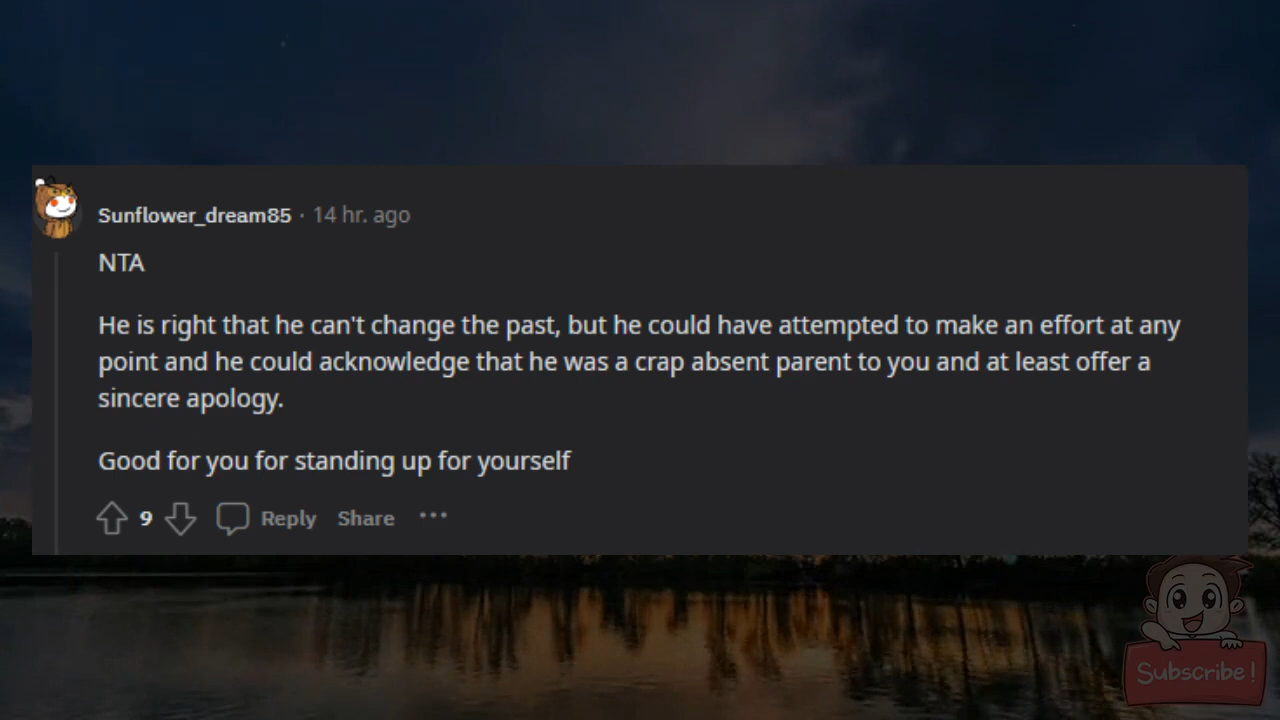 Sunflower_dream85 · 14 hr. ago
NTA
He is right that he can't change the past, but he could have attempted to make an effort at any
point and he could acknowledge that he was a crap absent parent to you and at least offer a
sincere apology.
Good for you for standing up for yourself
9 Reply Share ···
Subscribe!